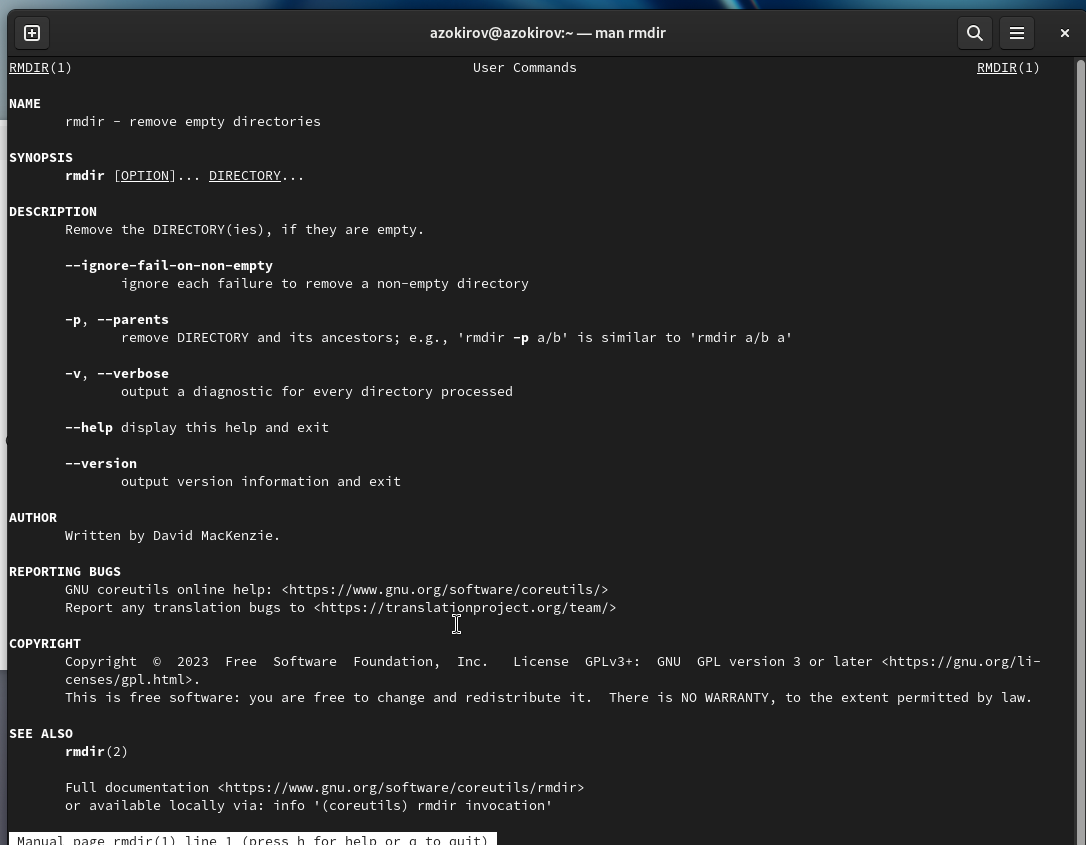 azokirov@azokirov:~ — man rmdir
RMDIR(1) User Commands RMDIR(1)
NAME
rmdir - remove empty directories
SYNOPSIS
rmdir [OPTION]... DIRECTORY...
DESCRIPTION
Remove the DIRECTORY(ies), if they are empty.
--ignore-fail-on-non-empty
ignore each failure to remove a non-empty directory
-p, --parents
remove DIRECTORY and its ancestors; e.g., 'rmdir -p a/b' is similar to 'rmdir a/b a'
-v, --verbose
output a diagnostic for every directory processed
--help display this help and exit
--version
output version information and exit
AUTHOR
Written by David MacKenzie.
REPORTING BUGS
GNU coreutils online help: <https://www.gnu.org/software/coreutils/>
Report any translation bugs to <https://translationproject.org/team/>
COPYRIGHT
Copyright © 2023 Free Software Foundation, Inc. License GPLv3+: GNU GPL version 3 or later <https://gnu.org/li-
censes/gpl.html>.
This is free software: you are free to change and redistribute it. There is NO WARRANTY, to the extent permitted by law.
SEE ALSO
rmdir(2)
Full documentation <https://www.gnu.org/software/coreutils/rmdir>
or available locally via: info '(coreutils) rmdir invocation'
Manual page rmdir(1) line 1 (press h for help or q to quit)